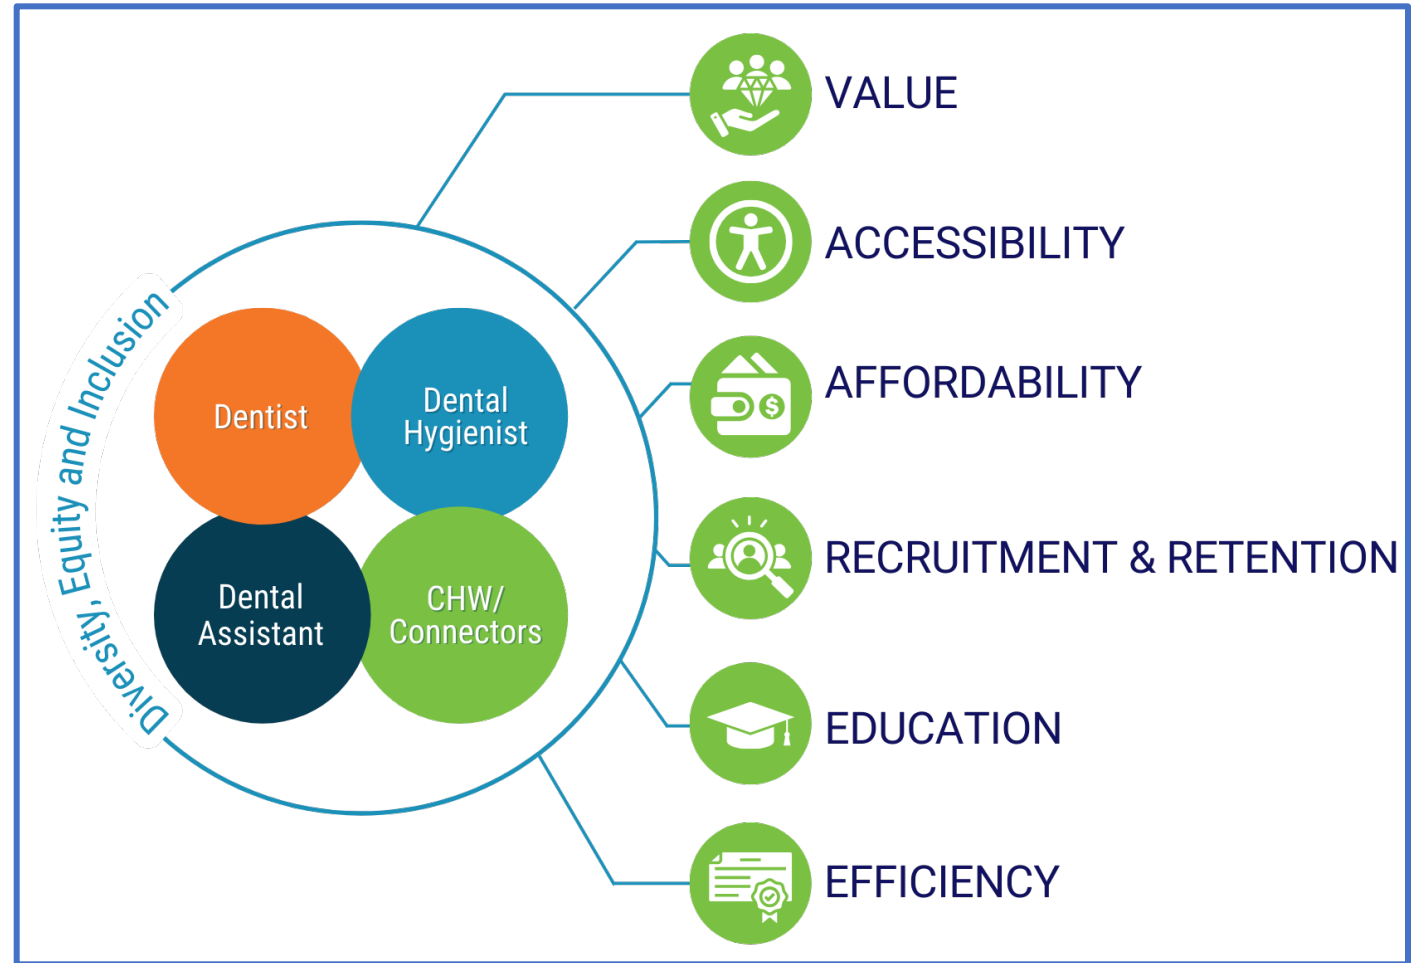 Diversity, Equity and Inclusion
Dentist
Dental
Hygienist
Dental
Assistant
CHW/
Connectors
VALUE
ACCESSIBILITY
AFFORDABILITY
$
RECRUITMENT & RETENTION
EDUCATION
EFFICIENCY